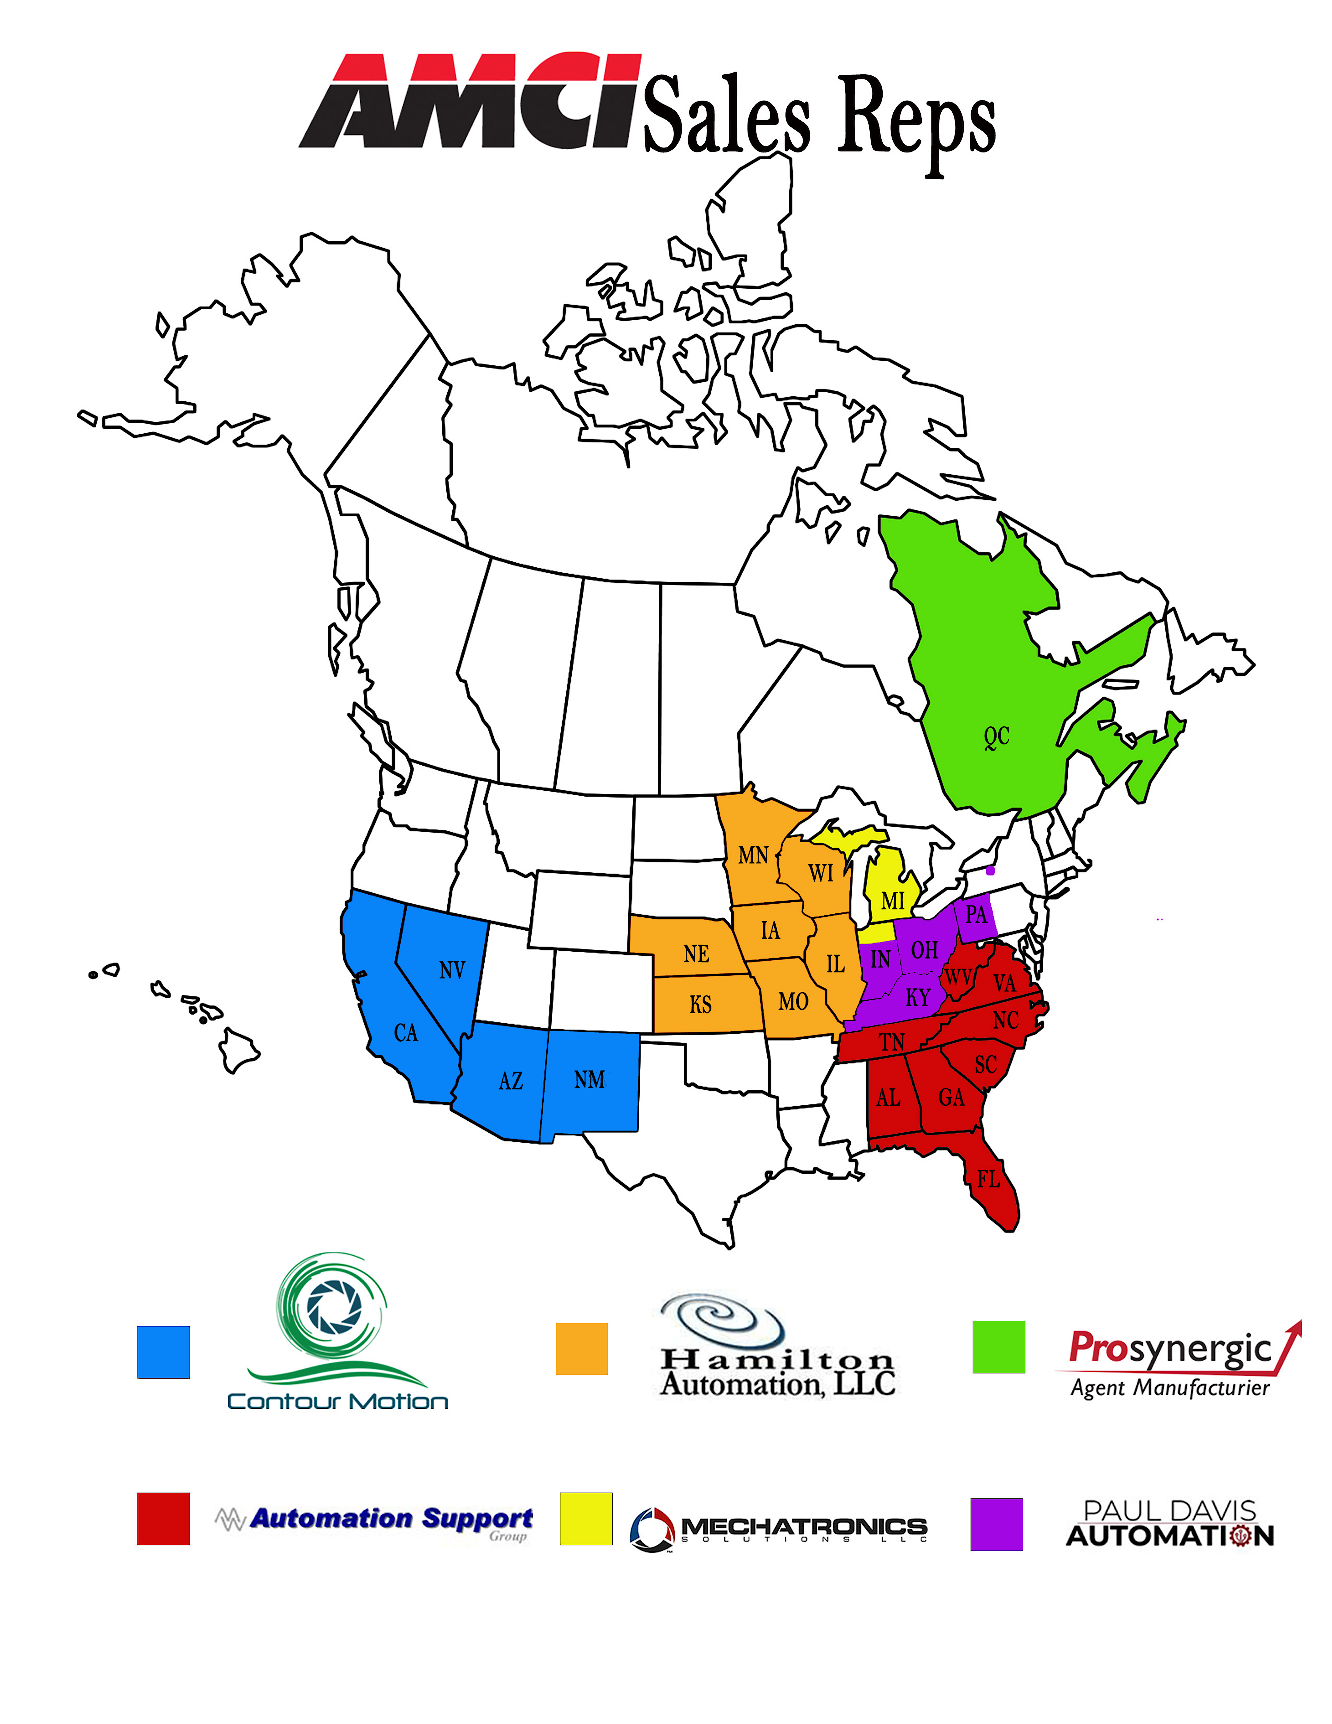 AMCI Sales Reps
QC
MN
WI
MI
IA
PA
NE
IL
IN
OH
NV
KS
MO
KY
WV
VA
CA
NC
TN
AZ
NM
SC
AL
GA
FL
Contour Motion
Hamilton
Automation, LLC
Prosynergic
Agent Manufacturier
Automation Support
Group
MECHATRONICS
SOLUTIONS LLC
PAUL DAVIS
AUTOMATION